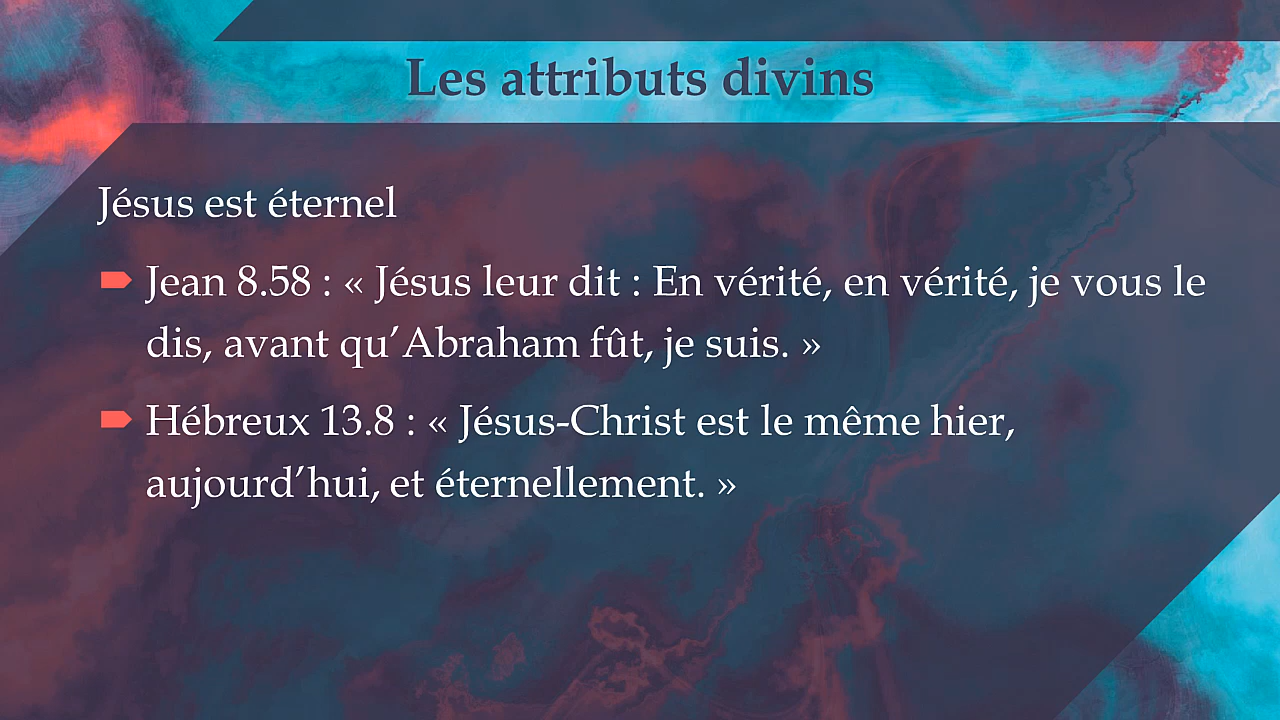 Les attributs divins
Jésus est éternel
Jean 8.58 : « Jésus leur dit : En vérité, en vérité, je vous le
dis, avant qu’Abraham fût, je suis. »
Hébreux 13.8 : « Jésus-Christ est le même hier,
aujourd’hui, et éternellement. »